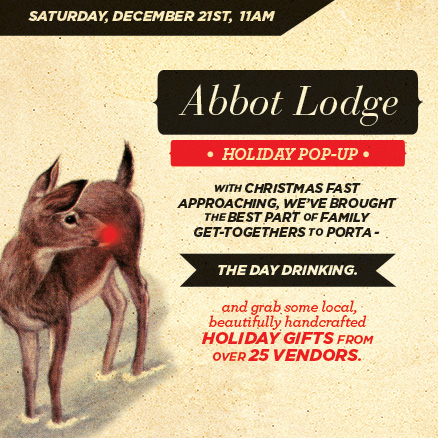 SATURDAY, DECEMBER 21ST, 11AM
Abbot Lodge
• HOLIDAY POP-UP •
WITH CHRISTMAS FAST
APPROACHING, WE'VE BROUGHT
THE BEST PART OF FAMILY
GET-TOGETHERS TO PORTA -
THE DAY DRINKING.
and grab some local,
beautifully handcrafted
HOLIDAY GIFTS FROM
OVER 25 VENDORS.